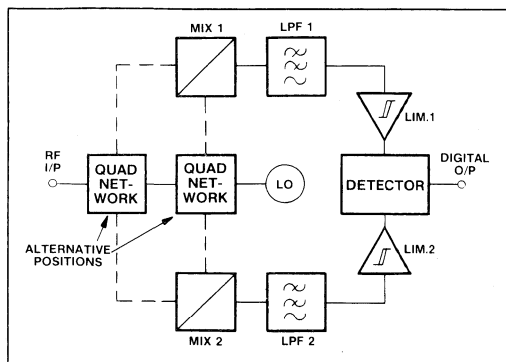 MIX 1
LPF 1
LIM.1
RF
I/P
QUAD
NET-
WORK
QUAD
NET-
WORK
LO
DETECTOR
DIGITAL
O/P
ALTERNATIVE
POSITIONS
LIM.2
MIX 2
LPF 2